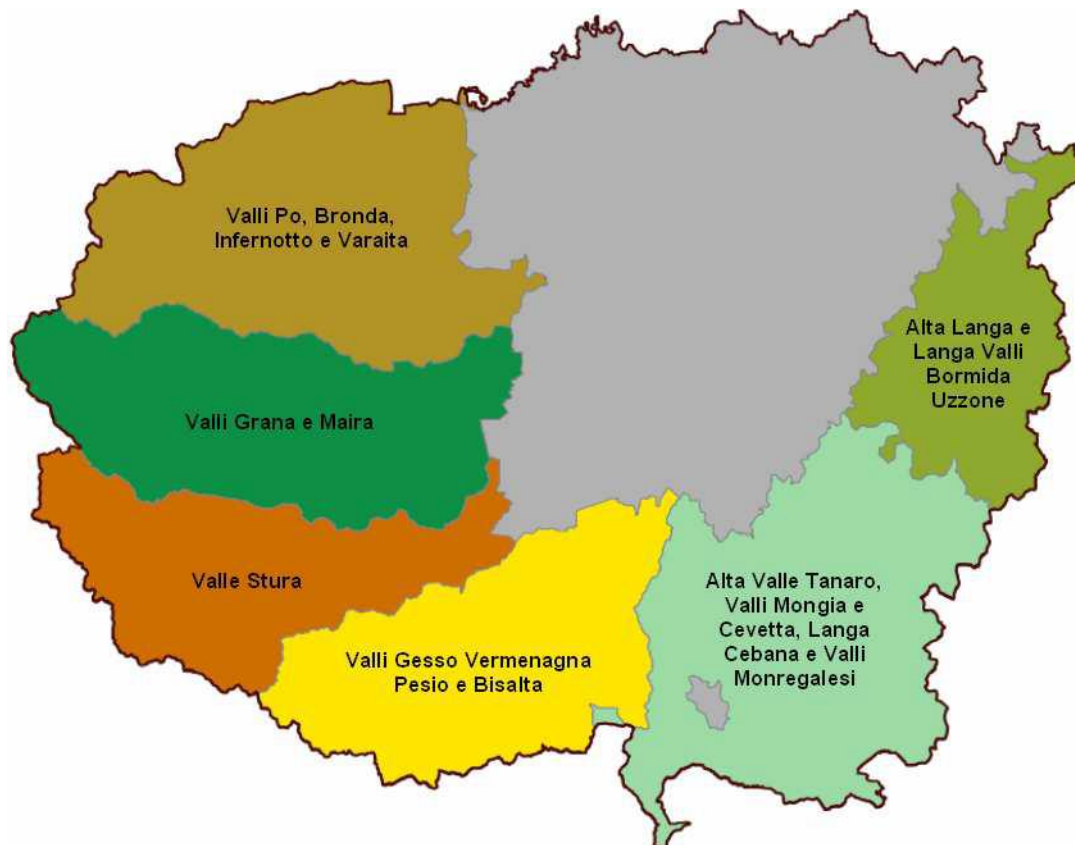 Valli Po, Bronda,
Infernotto e Varaita
Alta Langa e
Langa Valli
Bormida
Uzzone
Valli Grana e Maira
Valle Stura
Alta Valle Tanaro,
Valli Mongia e
Cevetta, Langa
Cebana e Valli
Monregalesi
Valli Gesso Vermenagna
Pesio e Bisalta